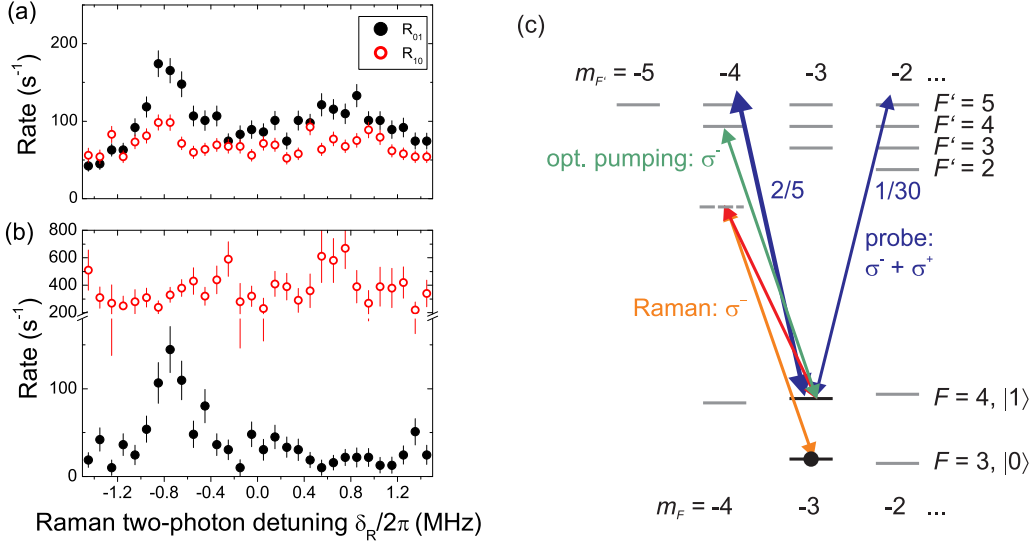 (a)
200
100
0
Rate (s⁻¹)
R₀₁
R₁₀
(b)
800
600
400
200
100
0
Rate (s⁻¹)
-1.2 -0.8 -0.4 0.0 0.4 0.8 1.2
Raman two-photon detuning δ_R/2π (MHz)
(c)
m_F' = -5 -4 -3 -2 ...
F' = 5
F' = 4
F' = 3
F' = 2
opt. pumping: σ⁻
2/5
1/30
probe:
σ⁻ + σ⁺
Raman: σ⁻
F = 4, |1⟩
F = 3, |0⟩
m_F = -4 -3 -2 ...